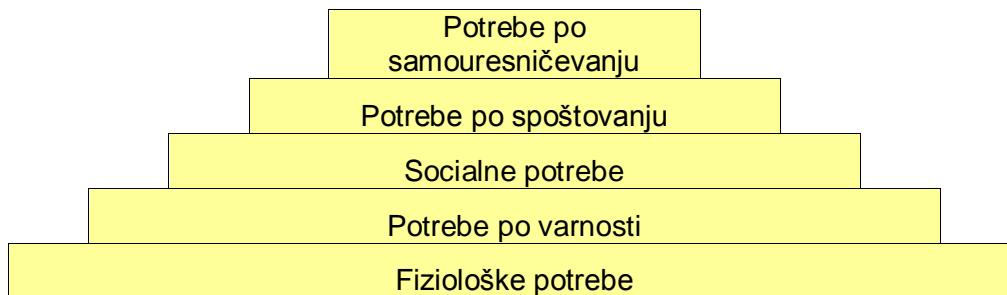 Potrebe po
samouresničevanju
Potrebe po spoštovanju
Socialne potrebe
Potrebe po varnosti
Fiziološke potrebe